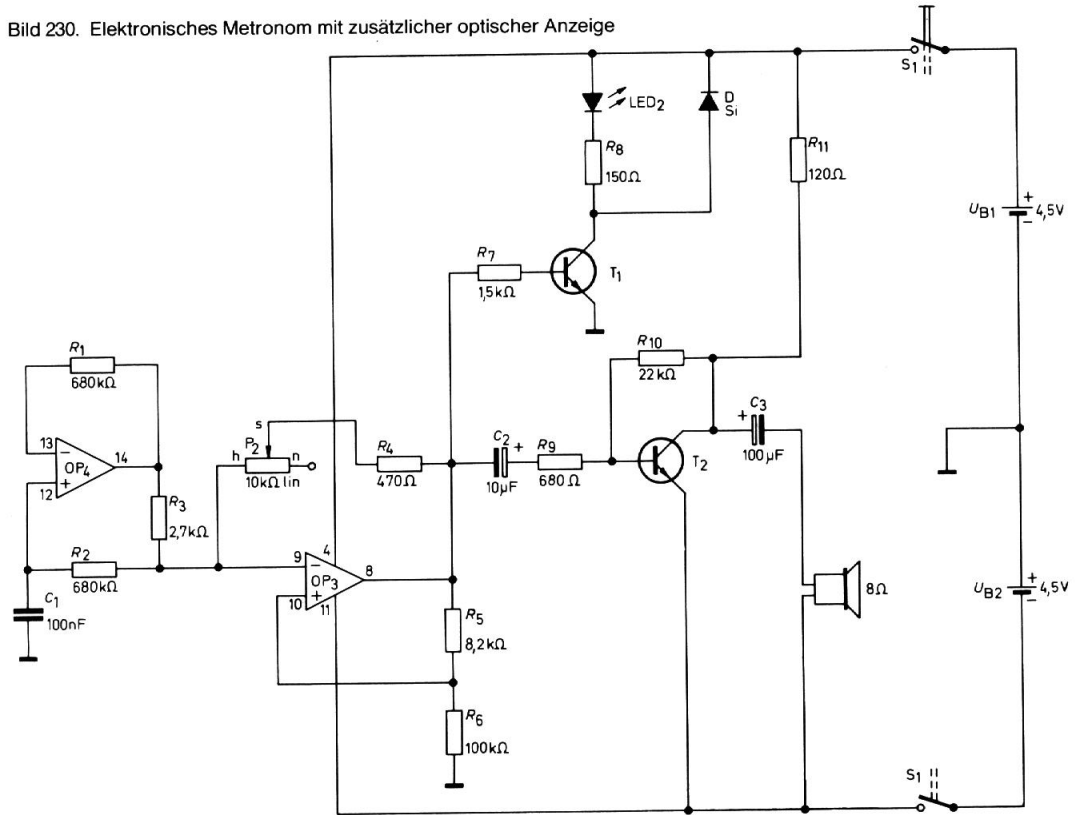 Bild 230. Elektronisches Metronom mit zusätzlicher optischer Anzeige
S1
LED2
D
Si
R8
150Ω
R11
120Ω
UB1
+
4,5V
−
R7
1,5kΩ
T1
R1
680kΩ
R10
22kΩ
13
−
OP4
14
12
+
s
P2
h
n
10kΩ lin
R4
470Ω
C2
+
10µF
R9
680Ω
T2
+
C3
100µF
R3
2,7kΩ
R2
680kΩ
C1
100nF
4
9
−
OP3
8
10
+
11
R5
8,2kΩ
8Ω
UB2
+
4,5V
−
R6
100kΩ
S1